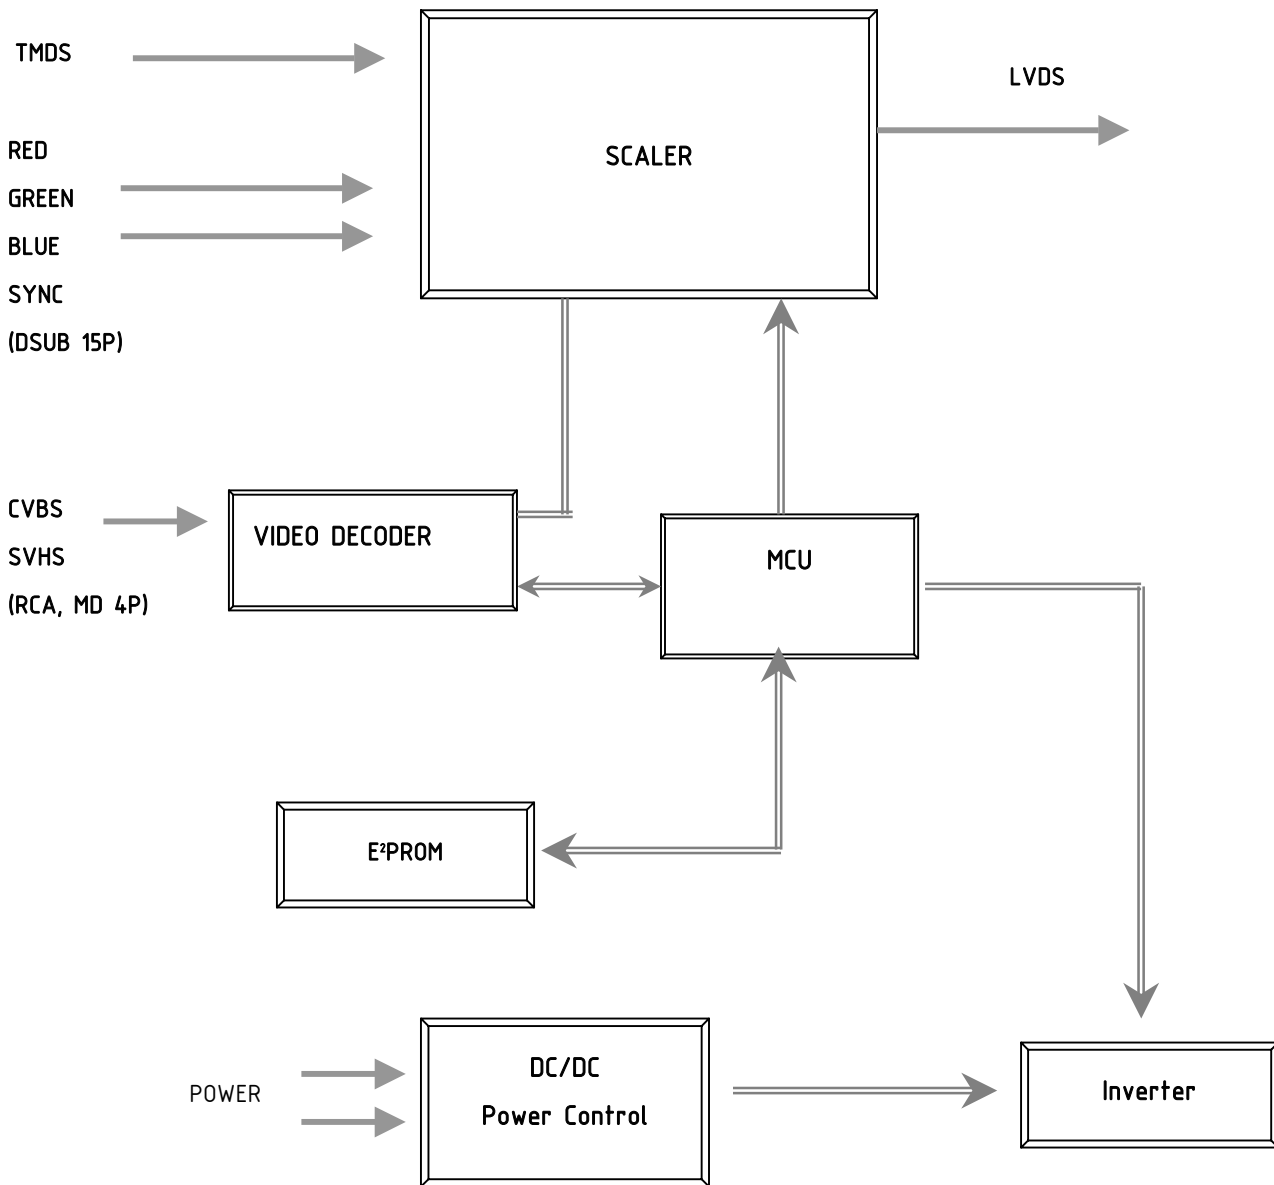 TMDS
LVDS
RED
SCALER
GREEN
BLUE
SYNC
(DSUB 15P)
CVBS
VIDEO DECODER
SVHS
MCU
(RCA, MD 4P)
E²PROM
DC/DC
POWER
Power Control
Inverter